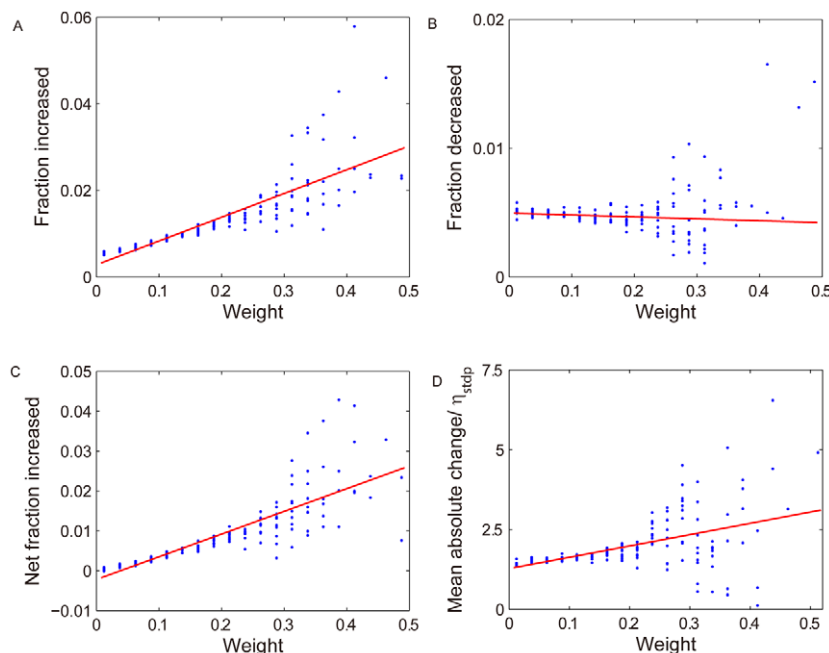 A
Fraction increased
0.06
0.04
0.02
0
0 0.1 0.2 0.3 0.4 0.5
Weight
B
Fraction decreased
0.02
0.01
0
0 0.1 0.2 0.3 0.4 0.5
Weight
C
Net fraction increased
0.05
0.04
0.03
0.02
0.01
0
−0.01
0 0.1 0.2 0.3 0.4 0.5
Weight
D
Mean absolute change/ η_stdp
7.5
5
2.5
0
0 0.1 0.2 0.3 0.4 0.5
Weight